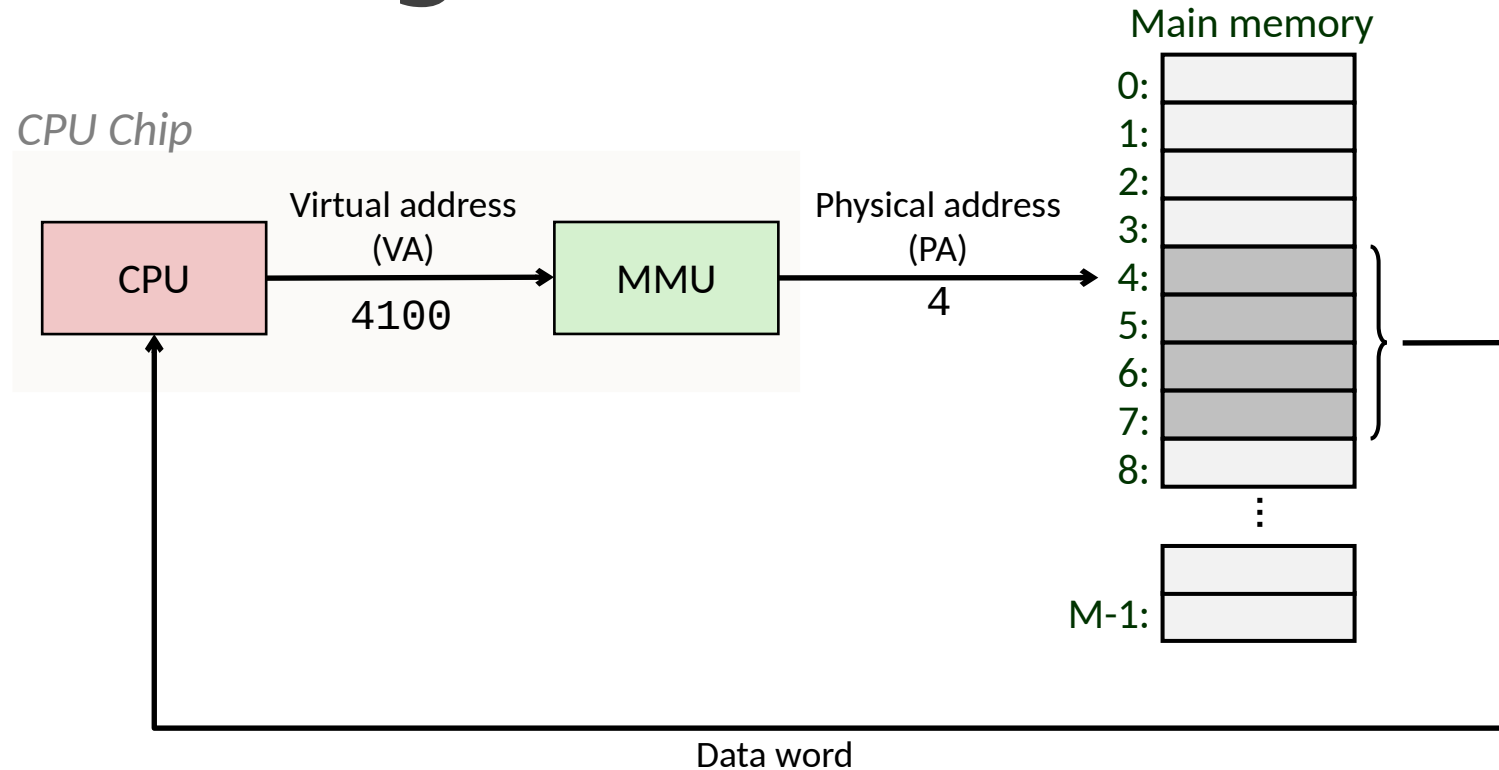 Main memory
CPU Chip
0:
1:
2:
3:
4:
5:
6:
7:
8:
M-1:
Virtual address
(VA)
4100
Physical address
(PA)
4
CPU
MMU
Data word